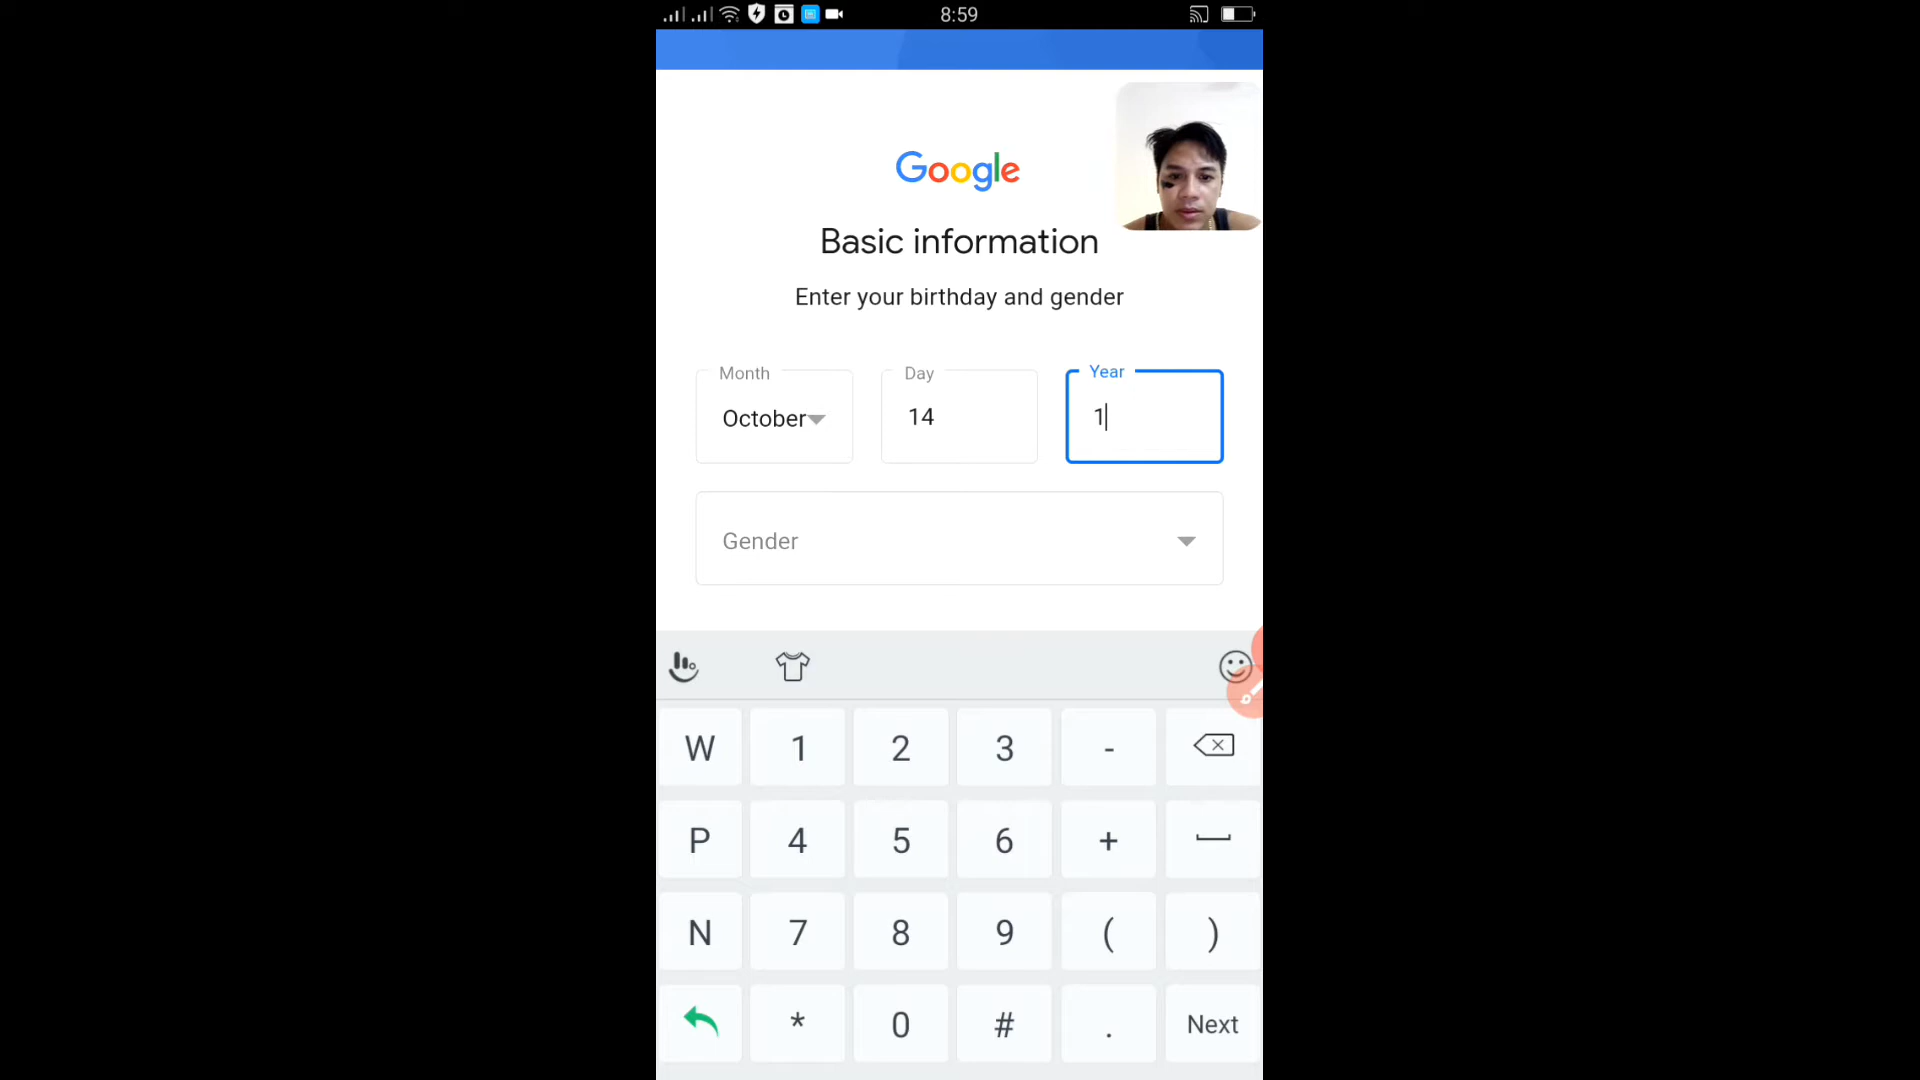 8:59
Google
Basic information
Enter your birthday and gender
Month Day Year
October 14 1
Gender
W 1 2 3 -
P 4 5 6 +
N 7 8 9 ( )
* 0 # . Next